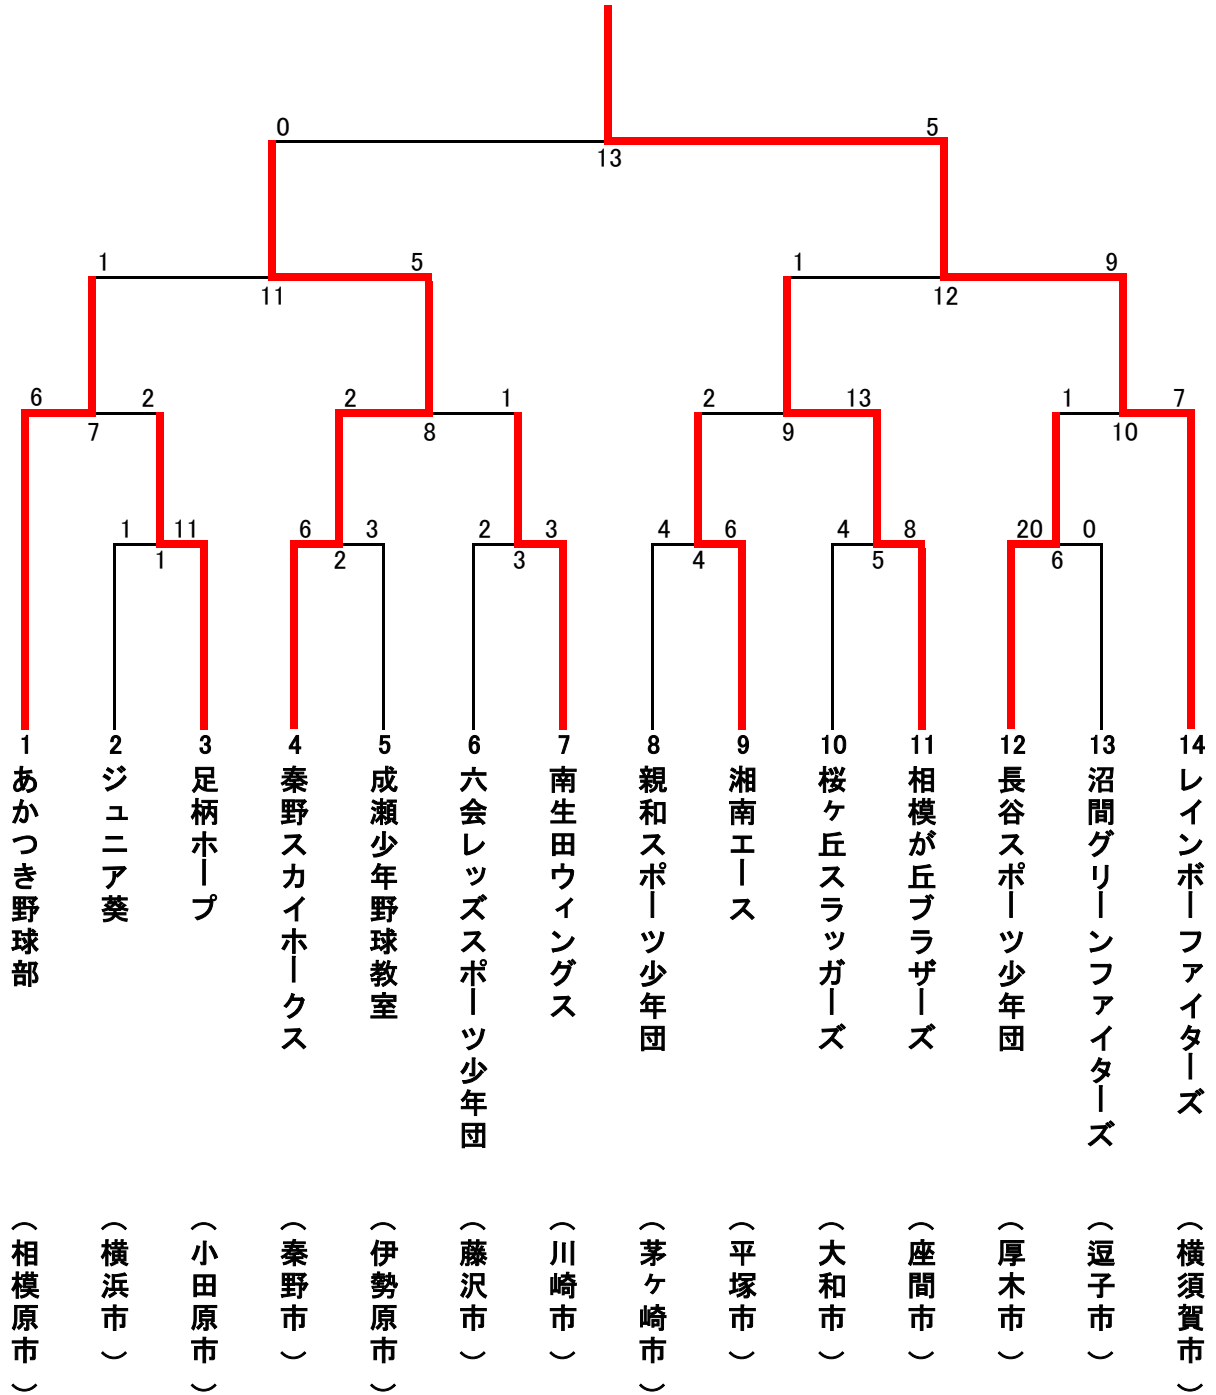 0
5
13
1
5
1
9
11
12
6
2
2
1
2
13
1
7
7
8
9
10
1
11
6
3
2
3
4
6
4
8
20
0
1
2
3
4
5
6
1
2
3
4
5
6
7
8
9
10
11
12
13
14
あかつき野球部
ジュニア葵
足柄ホープ
秦野スカイホークス
成瀬少年野球教室
六会レッズスポーツ少年団
南生田ウィングス
親和スポーツ少年団
湘南エース
桜ヶ丘スラッガーズ
相模が丘ブラザーズ
長谷スポーツ少年団
沼間グリーンファイターズ
レインボーファイターズ
（相模原市）
（横浜市）
（小田原市）
（秦野市）
（伊勢原市）
（藤沢市）
（川崎市）
（茅ヶ崎市）
（平塚市）
（大和市）
（座間市）
（厚木市）
（逗子市）
（横須賀市）